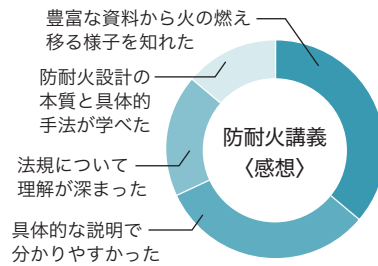 豊富な資料から火の燃え
移る様子を知れた
防耐火設計の
本質と具体的
手法が学べた
防耐火講義
〈感想〉
法規について
理解が深まった
具体的な説明で
分かりやすかった